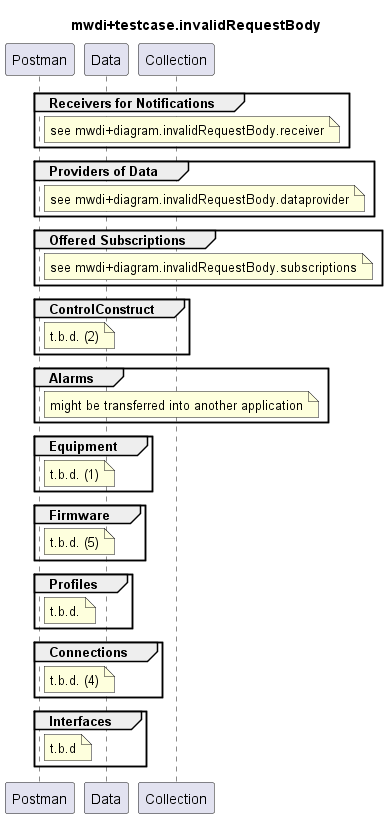 mwdi+testcase.invalidRequestBody
Postman Data Collection
Receivers for Notifications
see mwdi+diagram.invalidRequestBody.receiver
Providers of Data
see mwdi+diagram.invalidRequestBody.dataprovider
Offered Subscriptions
see mwdi+diagram.invalidRequestBody.subscriptions
ControlConstruct
t.b.d. (2)
Alarms
might be transferred into another application
Equipment
t.b.d. (1)
Firmware
t.b.d. (5)
Profiles
t.b.d.
Connections
t.b.d. (4)
Interfaces
t.b.d
Postman Data Collection